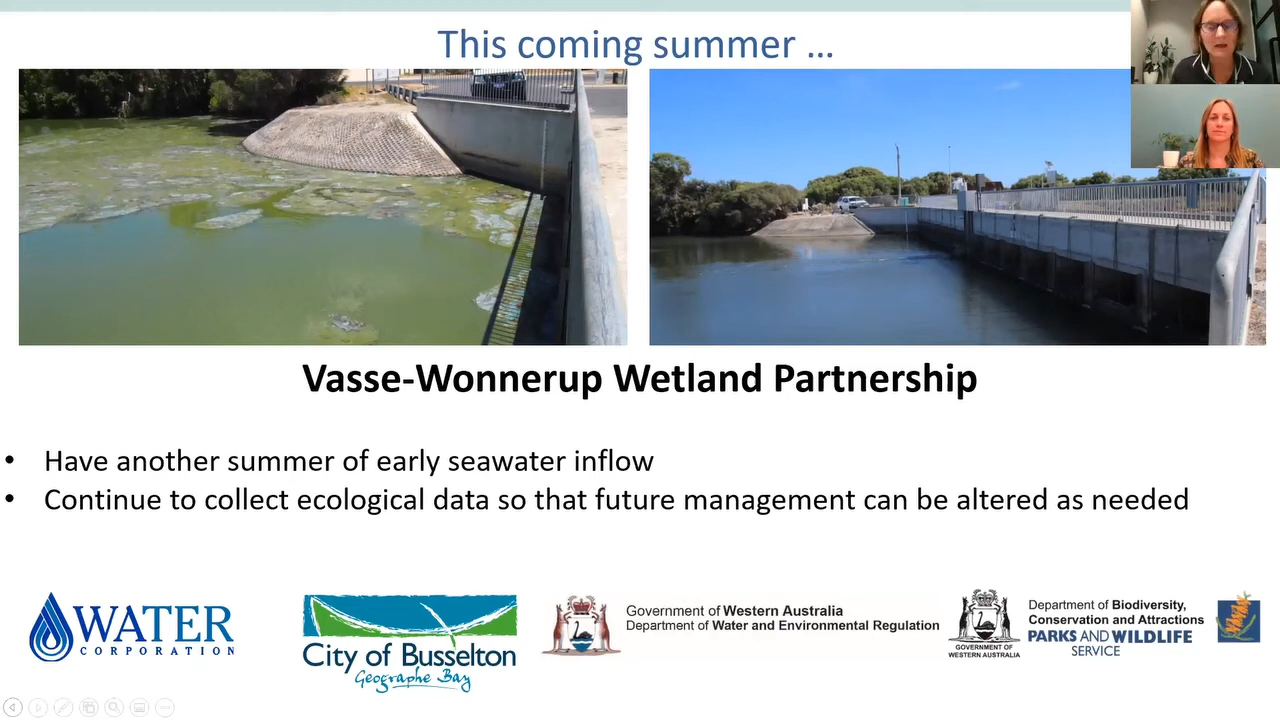 This coming summer ...
Vasse-Wonnerup Wetland Partnership
• Have another summer of early seawater inflow
• Continue to collect ecological data so that future management can be altered as needed
WATER
CORPORATION
City of Busselton
Geographe Bay
Government of Western Australia
Department of Water and Environmental Regulation
GOVERNMENT OF
WESTERN AUSTRALIA
Department of Biodiversity,
Conservation and Attractions
PARKS AND WILDLIFE
SERVICE